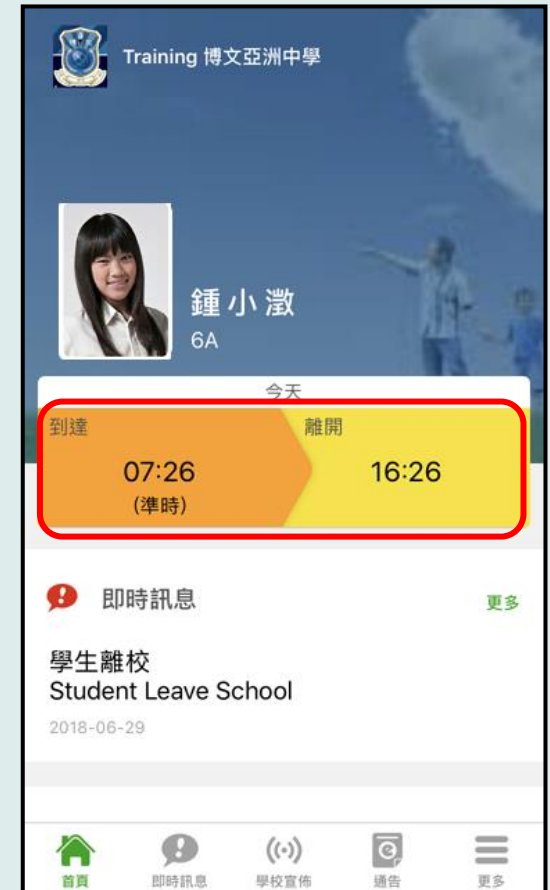 Training 博文亞洲中學
鍾小澂
6A
今天
到達 離開
07:26 16:26
(準時)
即時訊息 更多
學生離校
Student Leave School
2018-06-29
首頁 即時訊息 學校宣佈 通告 更多